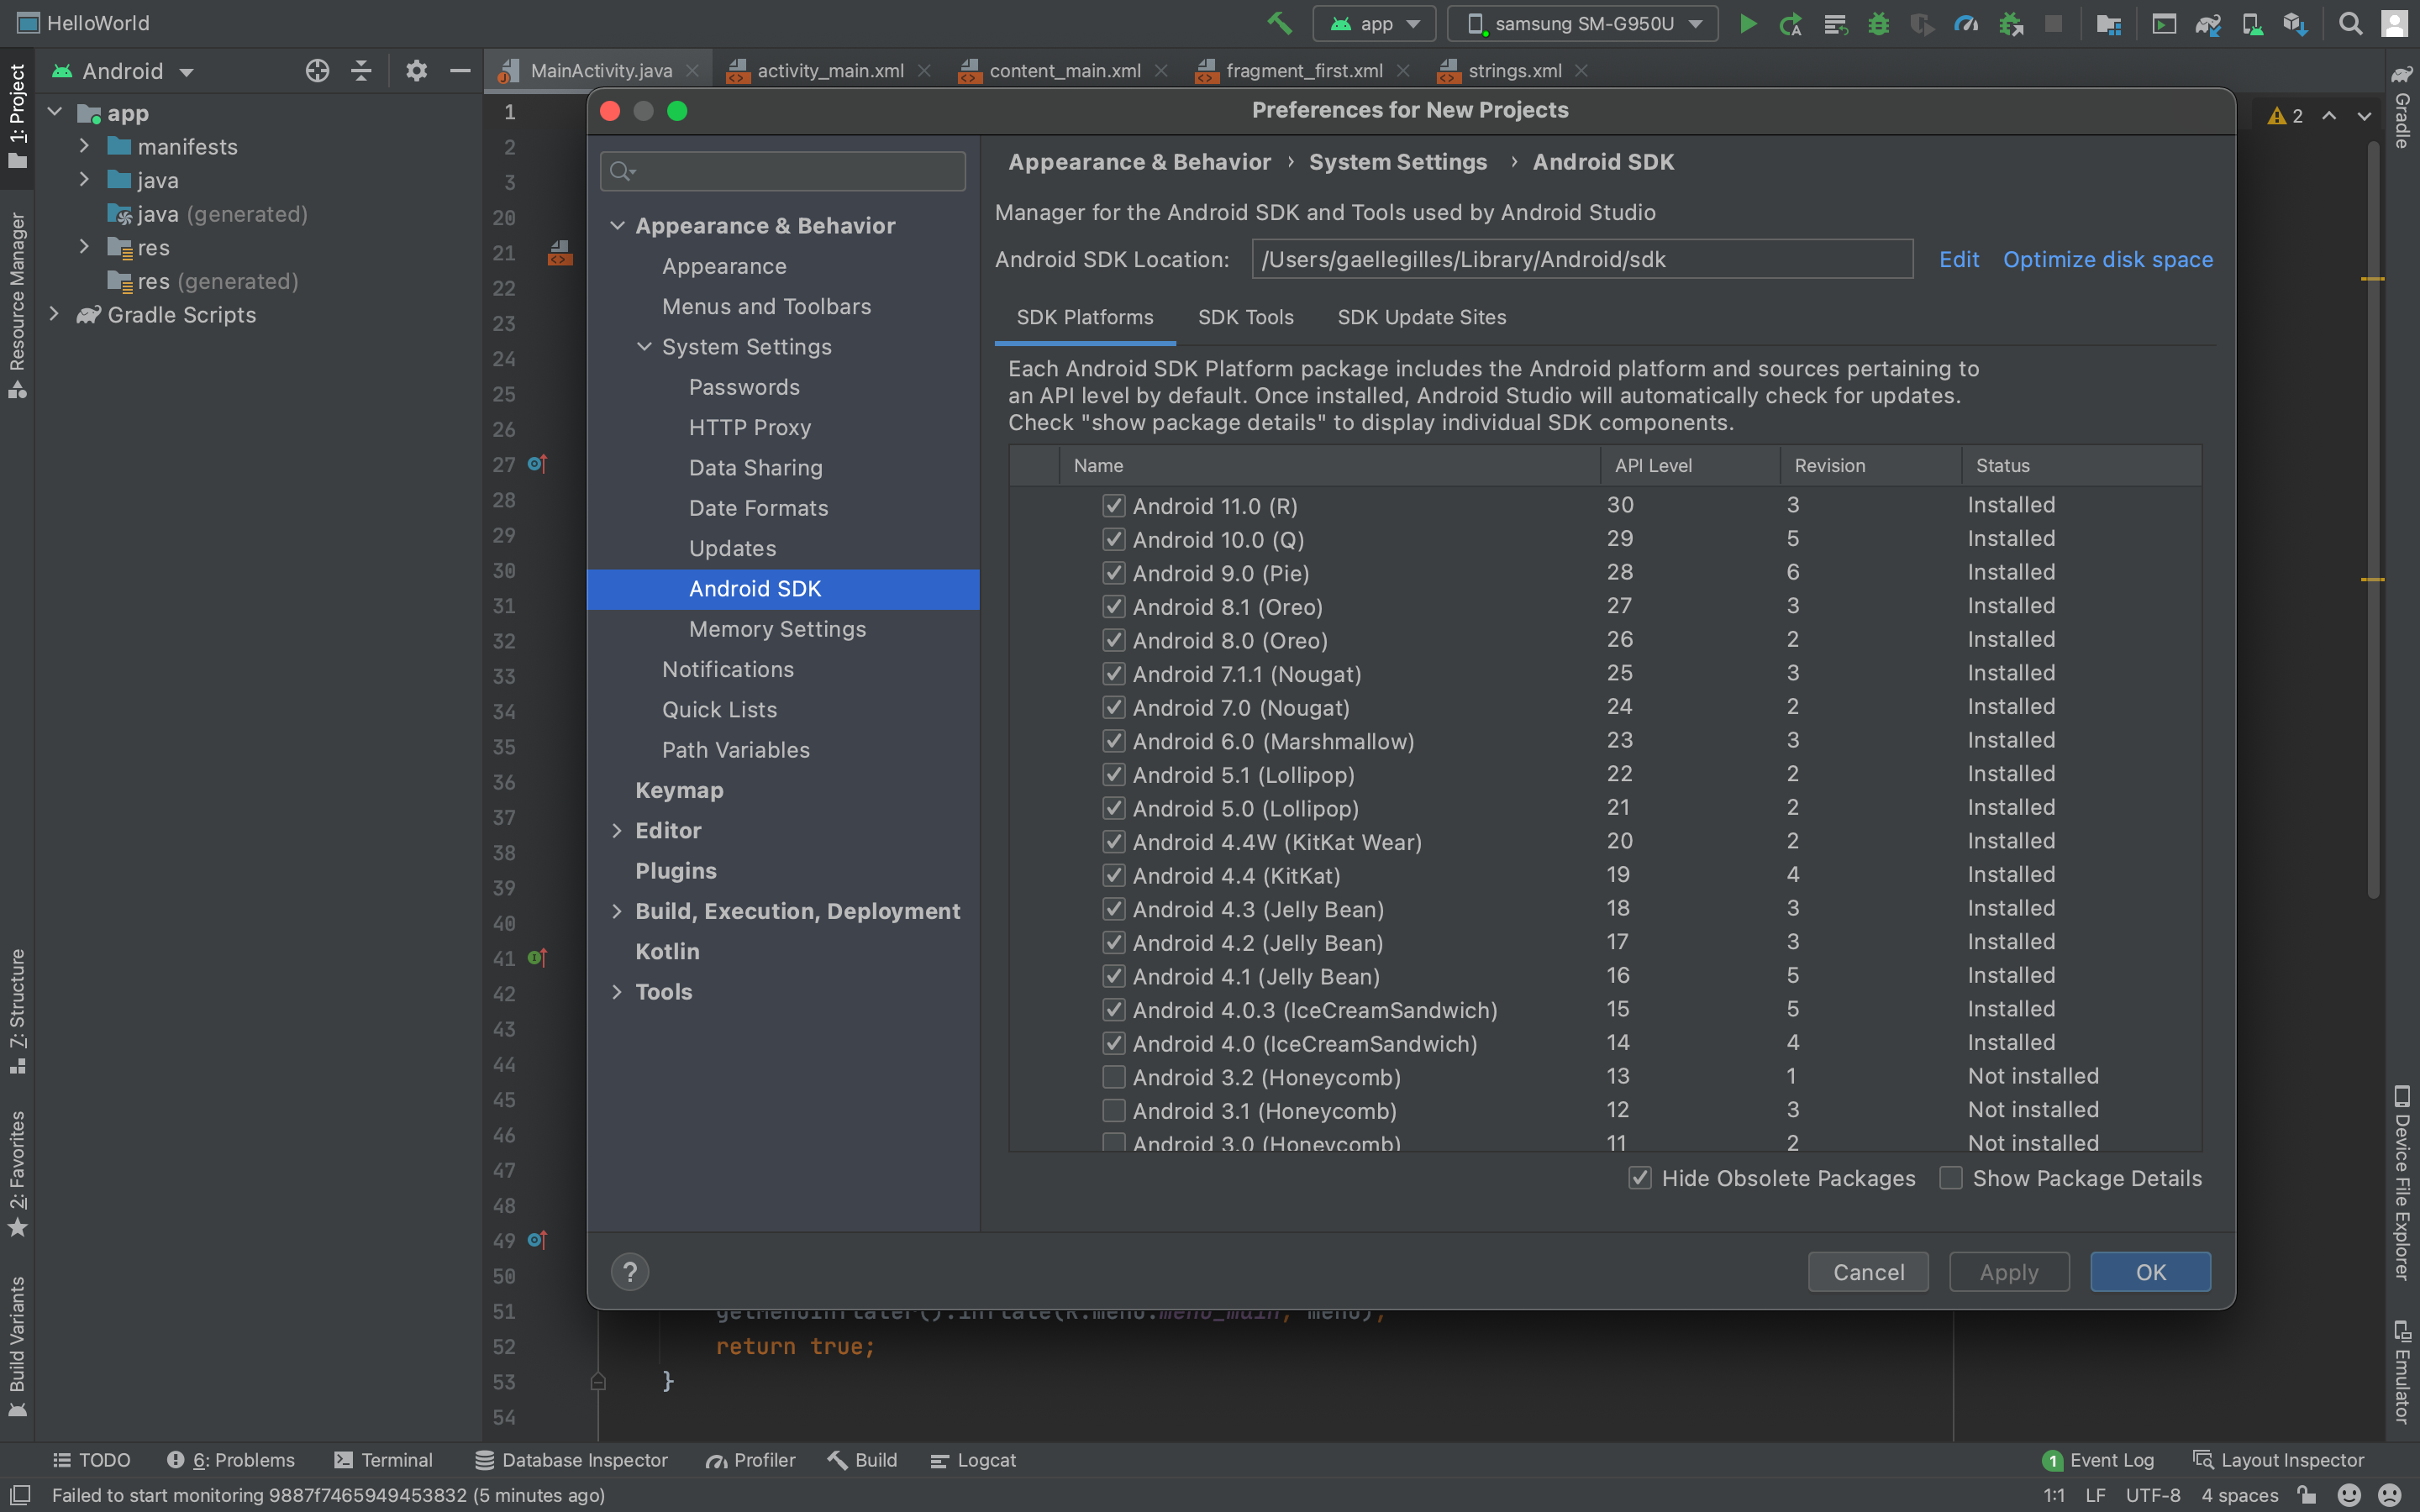 HelloWorld
app
samsung SM-G950U
1: Project
Android
MainActivity.java
activity_main.xml
content_main.xml
fragment_first.xml
strings.xml
app
manifests
java
java (generated)
res
res (generated)
Gradle Scripts
Resource Manager
7: Structure
2: Favorites
Build Variants
1
2
3
20
21
22
23
24
25
26
27
28
29
30
31
32
33
34
35
36
37
38
39
40
41
42
43
44
45
46
47
48
49
50
51
52
53
54
Preferences for New Projects
Appearance & Behavior
Appearance
Menus and Toolbars
System Settings
Passwords
HTTP Proxy
Data Sharing
Date Formats
Updates
Android SDK
Memory Settings
Notifications
Quick Lists
Path Variables
Keymap
Editor
Plugins
Build, Execution, Deployment
Kotlin
Tools
Appearance & Behavior › System Settings › Android SDK
Manager for the Android SDK and Tools used by Android Studio
Android SDK Location: /Users/gaellegilles/Library/Android/sdk Edit Optimize disk space
SDK Platforms SDK Tools SDK Update Sites
Each Android SDK Platform package includes the Android platform and sources pertaining to
an API level by default. Once installed, Android Studio will automatically check for updates.
Check "show package details" to display individual SDK components.
Name API Level Revision Status
Android 11.0 (R) 30 3 Installed
Android 10.0 (Q) 29 5 Installed
Android 9.0 (Pie) 28 6 Installed
Android 8.1 (Oreo) 27 3 Installed
Android 8.0 (Oreo) 26 2 Installed
Android 7.1.1 (Nougat) 25 3 Installed
Android 7.0 (Nougat) 24 2 Installed
Android 6.0 (Marshmallow) 23 3 Installed
Android 5.1 (Lollipop) 22 2 Installed
Android 5.0 (Lollipop) 21 2 Installed
Android 4.4W (KitKat Wear) 20 2 Installed
Android 4.4 (KitKat) 19 4 Installed
Android 4.3 (Jelly Bean) 18 3 Installed
Android 4.2 (Jelly Bean) 17 3 Installed
Android 4.1 (Jelly Bean) 16 5 Installed
Android 4.0.3 (IceCreamSandwich) 15 5 Installed
Android 4.0 (IceCreamSandwich) 14 4 Installed
Android 3.2 (Honeycomb) 13 1 Not installed
Android 3.1 (Honeycomb) 12 3 Not installed
Android 3.0 (Honeycomb) 11 2 Not installed
Hide Obsolete Packages Show Package Details
? Cancel Apply OK
getMenuInflater().inflate(R.menu.menu_main, menu);
return true;
}
2
Gradle
Device File Explorer
Emulator
TODO 6: Problems Terminal Database Inspector Profiler Build Logcat 1 Event Log Layout Inspector
Failed to start monitoring 9887f7465949453832 (5 minutes ago) 1:1 LF UTF-8 4 spaces